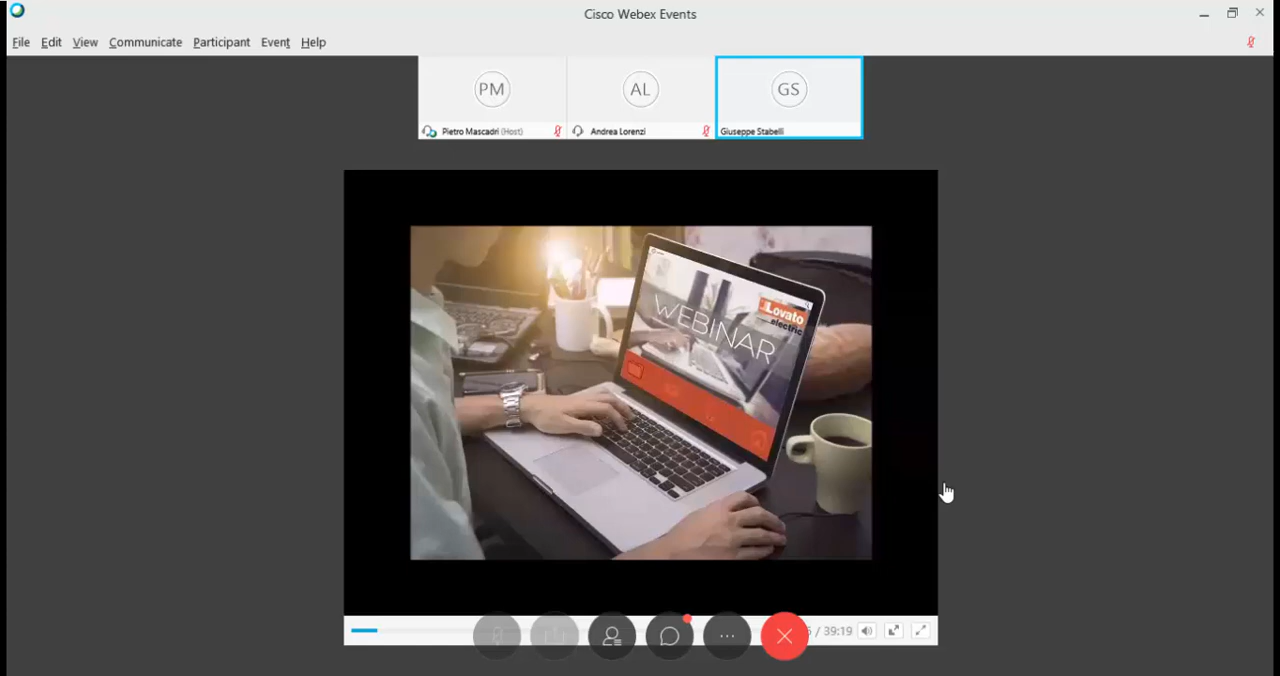 Cisco Webex Events
File Edit View Communicate Participant Event Help
PM AL GS
Pietro Mascadri (Host) Andrea Lorenzi Giuseppe Stabelli
WEBINAR
Lovato
electric
/ 39:19